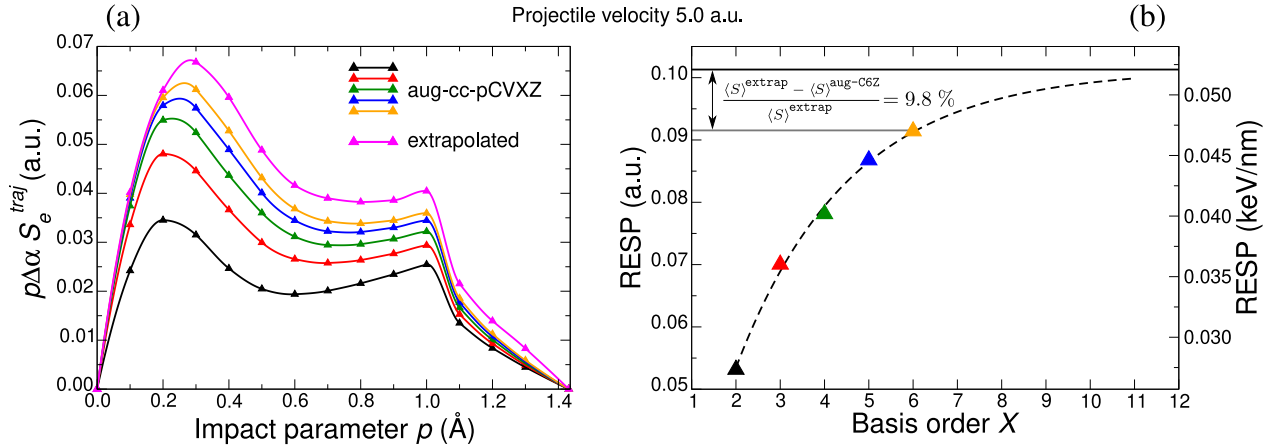 Projectile velocity 5.0 a.u.
(a)
0.07
0.06
0.05
0.04
0.03
0.02
0.01
0.00
pΔα S_e^traj (a.u.)
aug-cc-pCVXZ
extrapolated
0.0 0.2 0.4 0.6 0.8 1.0 1.2 1.4
Impact parameter p (Å)
(b)
0.10
0.09
0.08
0.07
0.06
0.05
RESP (a.u.)
⟨S⟩^extrap − ⟨S⟩^aug-C6Z
⟨S⟩^extrap
= 9.8 %
0.050
0.045
0.040
0.035
0.030
RESP (keV/nm)
1 2 3 4 5 6 7 8 9 10 11 12
Basis order X